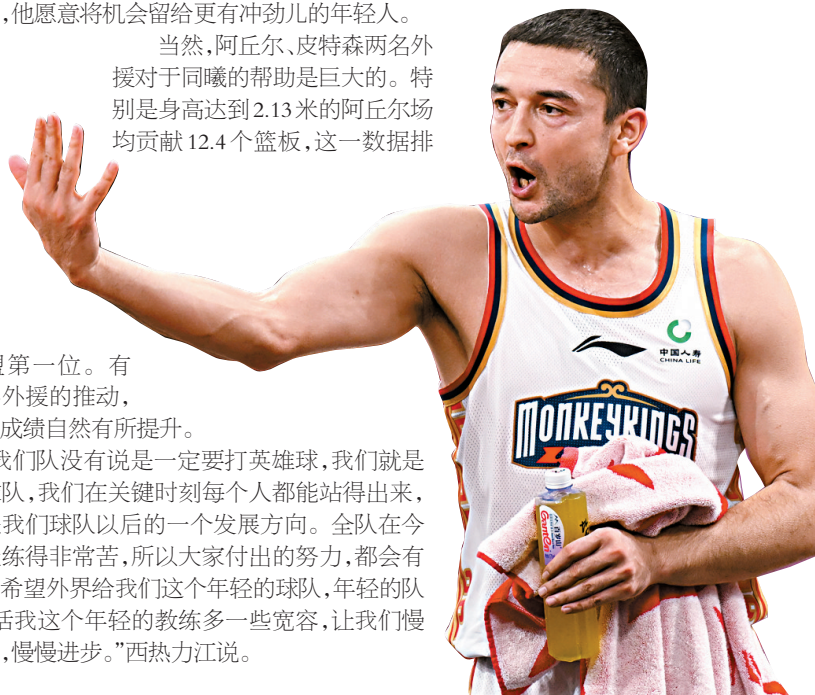 ,他愿意将机会留给更有冲劲儿的年轻人。
当然,阿丘尔、皮特森两名外
援对于同曦的帮助是巨大的。特
别是身高达到2.13米的阿丘尔场
均贡献12.4个篮板,这一数据排
第一位。有
外援的推动,
成绩自然有所提升。
我们队没有说是一定要打英雄球,我们就是
队,我们在关键时刻每个人都能站得出来,
我们球队以后的一个发展方向。全队在今
练得非常苦,所以大家付出的努力,都会有
希望外界给我们这个年轻的球队,年轻的队
括我这个年轻的教练多一些宽容,让我们慢
,慢慢进步。”西热力江说。
中国人寿
CHINA LIFE
MONKEYKINGS